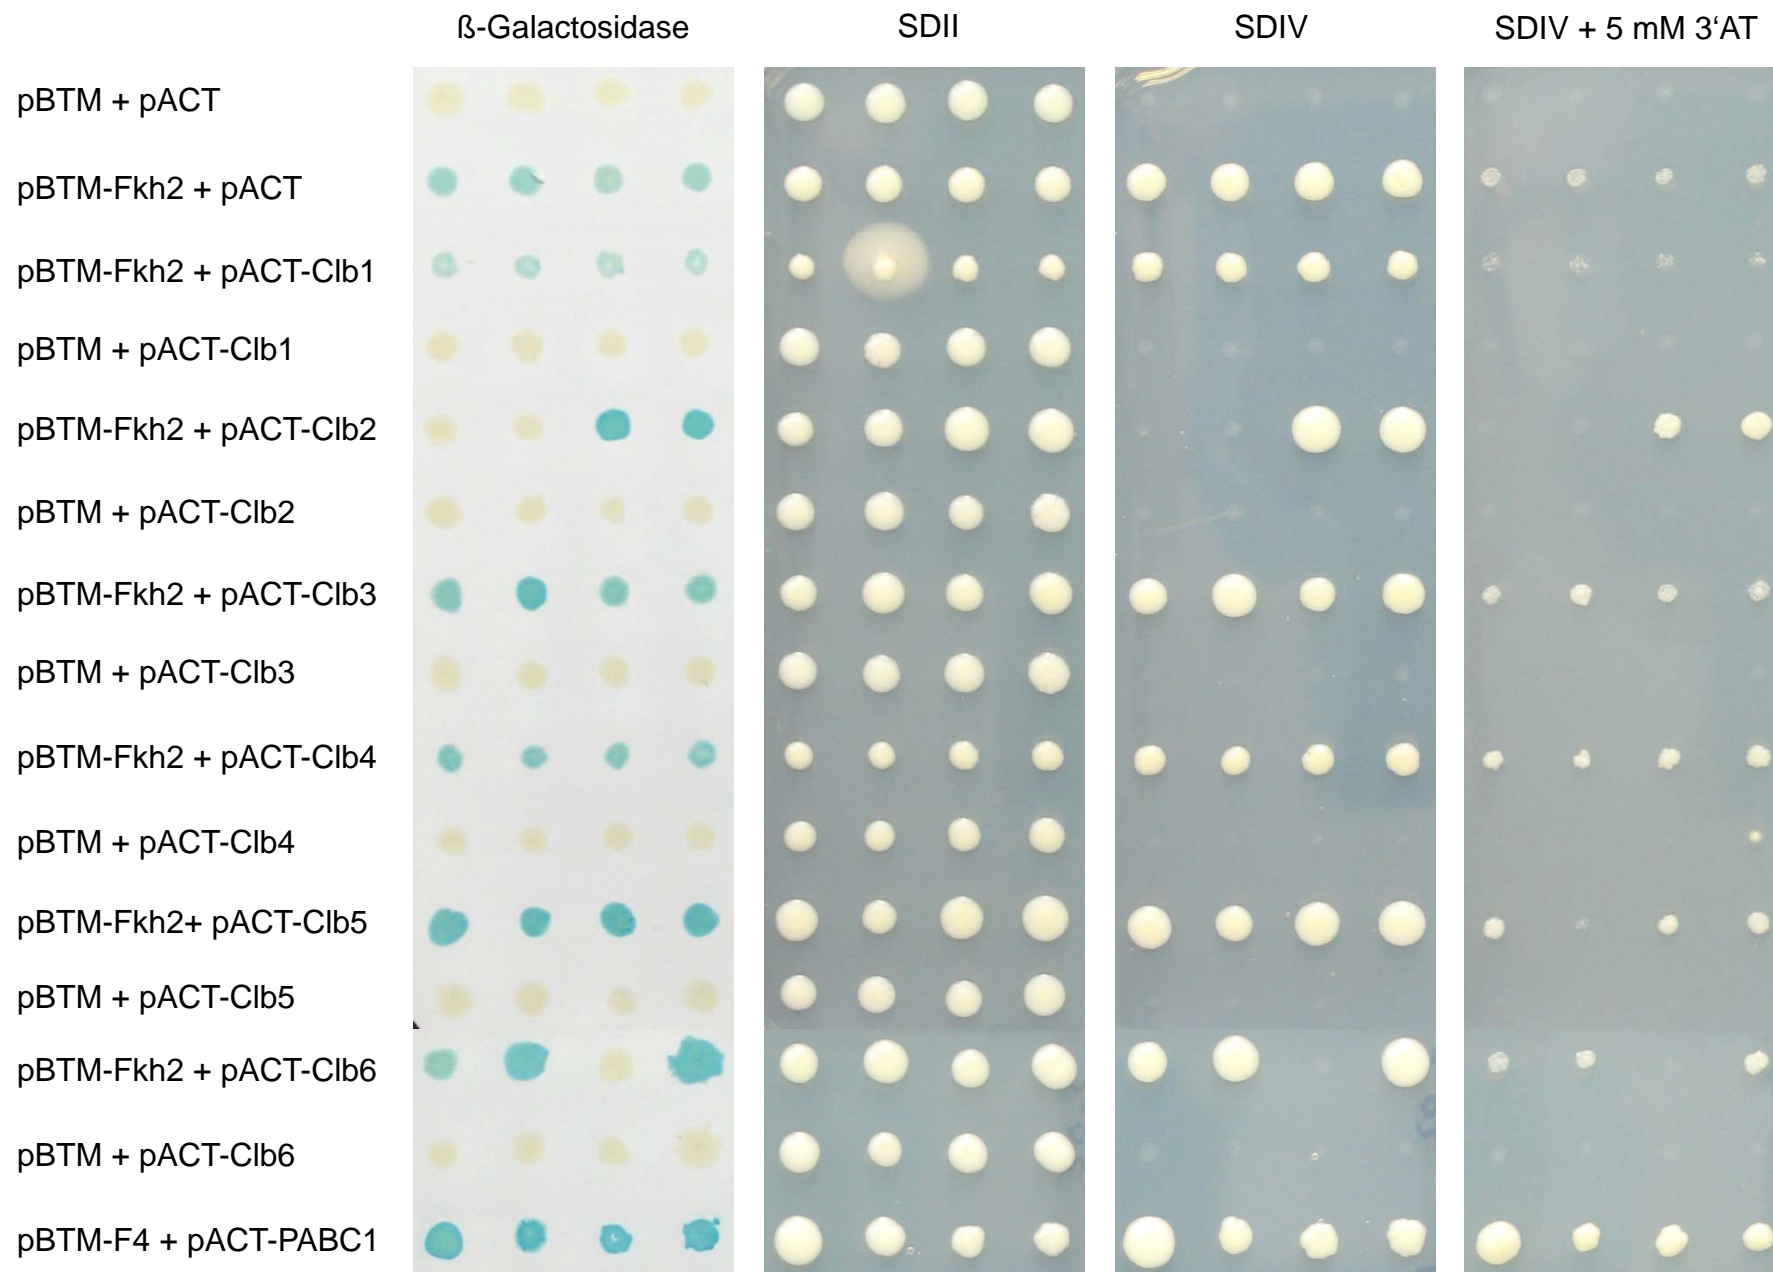 ß-Galactosidase SDII SDIV SDIV + 5 mM 3‘AT
pBTM + pACT
pBTM-Fkh2 + pACT
pBTM-Fkh2 + pACT-Clb1
pBTM + pACT-Clb1
pBTM-Fkh2 + pACT-Clb2
pBTM + pACT-Clb2
pBTM-Fkh2 + pACT-Clb3
pBTM + pACT-Clb3
pBTM-Fkh2 + pACT-Clb4
pBTM + pACT-Clb4
pBTM-Fkh2+ pACT-Clb5
pBTM + pACT-Clb5
pBTM-Fkh2 + pACT-Clb6
pBTM + pACT-Clb6
pBTM-F4 + pACT-PABC1